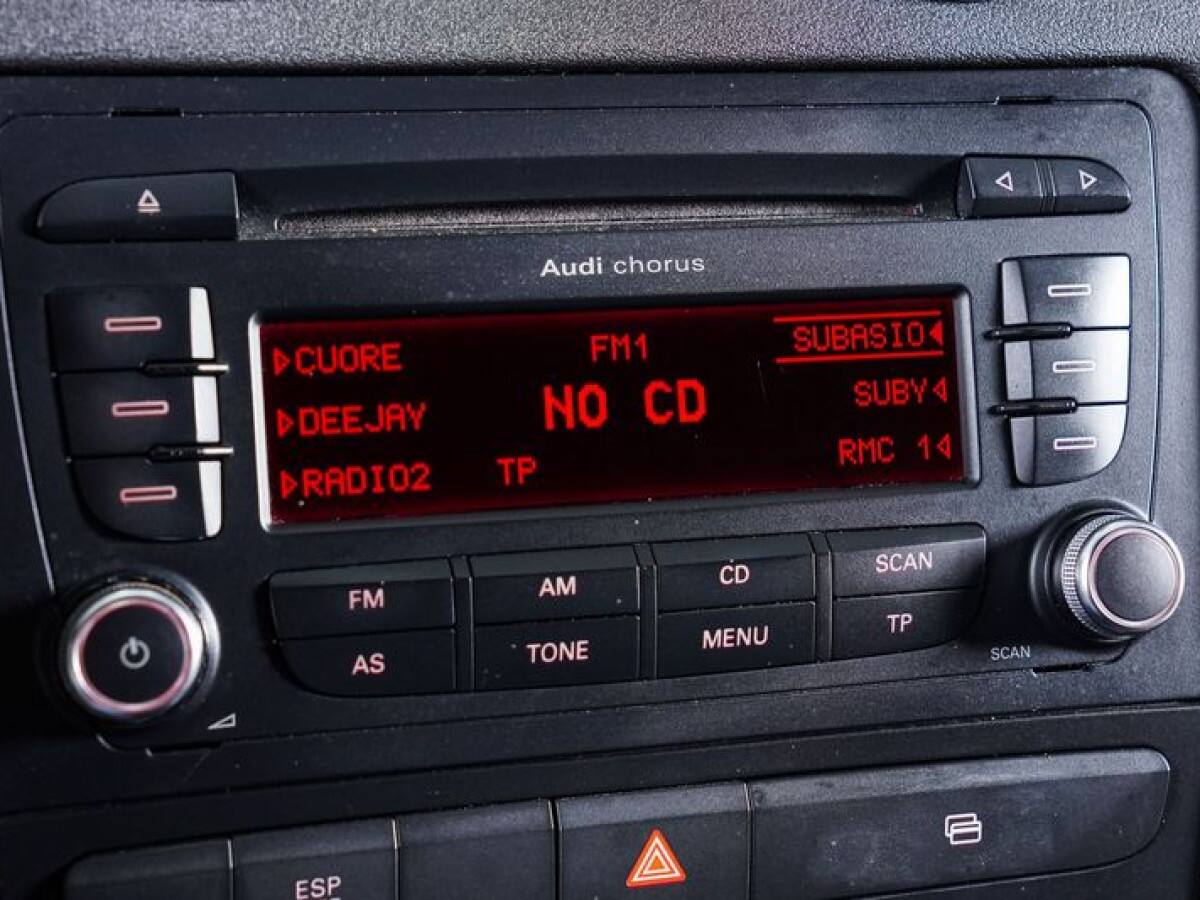 Audi chorus
CUORE FM1 SUBASIO
DEEJAY NO CD SUBY
RADIO2 TP RMC 1
FM AM CD SCAN
AS TONE MENU TP
SCAN
ESP